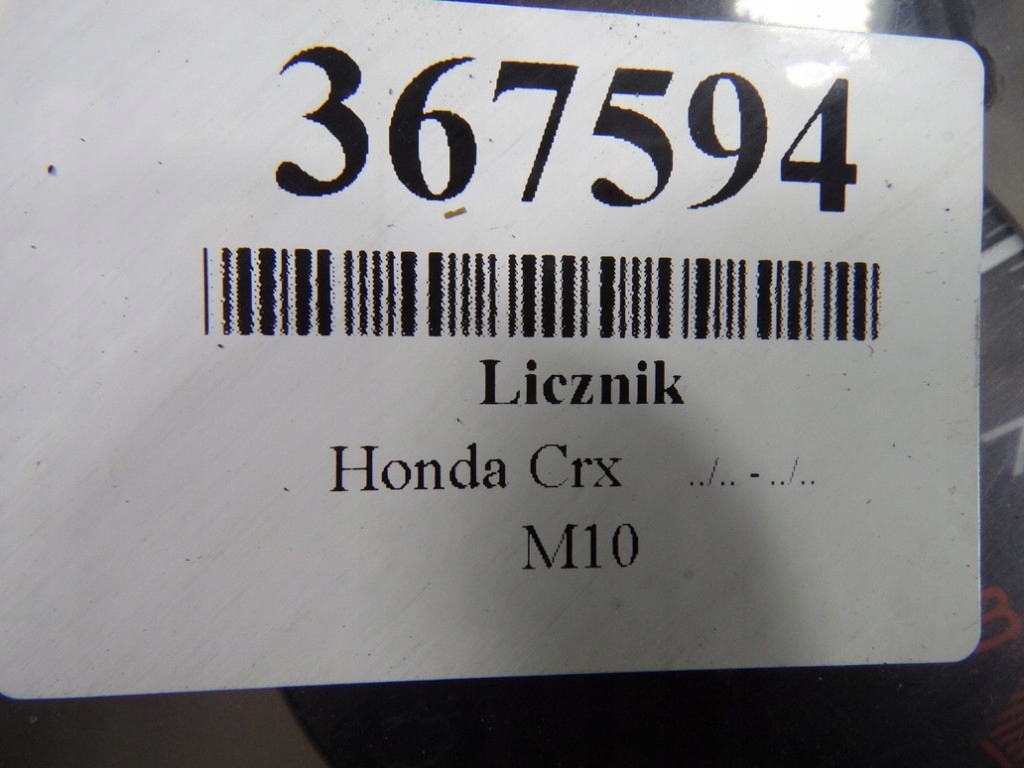 367594
Licznik
Honda Crx ../.. - ../..
M10